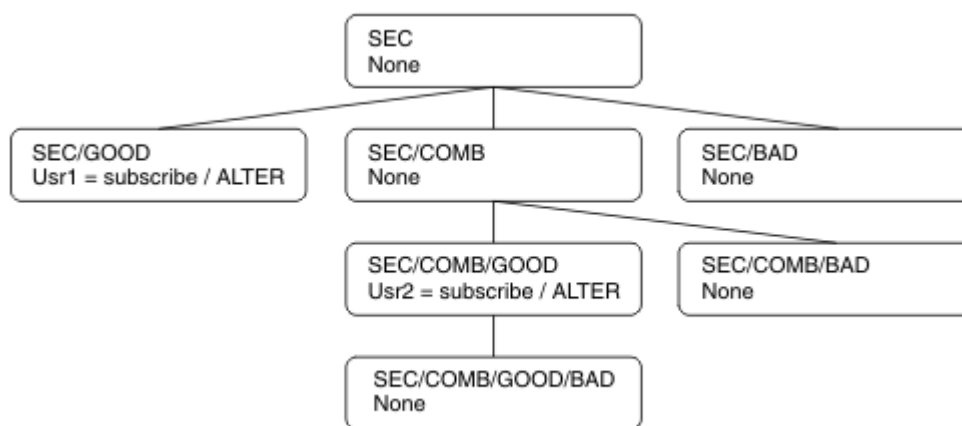 SEC
None
SEC/GOOD
Usr1 = subscribe / ALTER
SEC/COMB
None
SEC/BAD
None
SEC/COMB/GOOD
Usr2 = subscribe / ALTER
SEC/COMB/BAD
None
SEC/COMB/GOOD/BAD
None